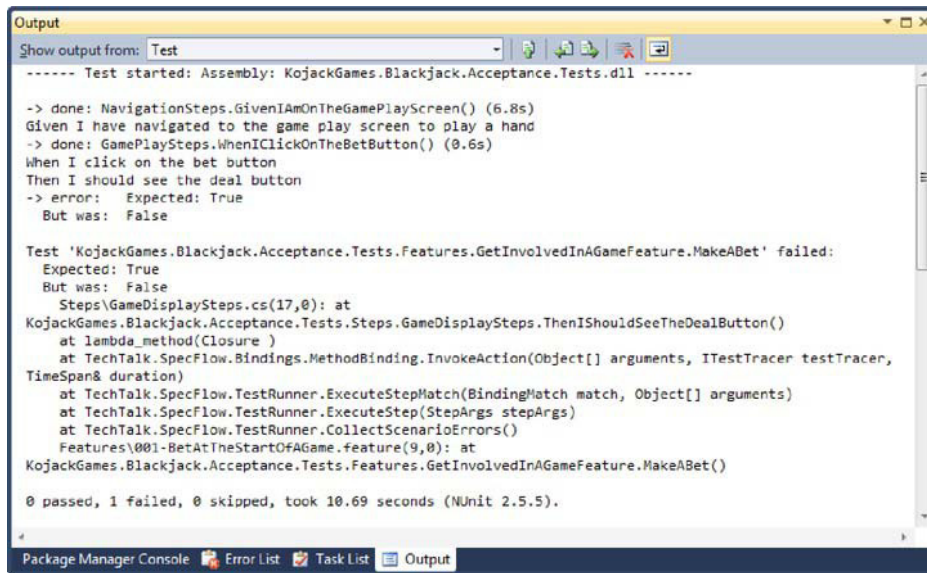 Output
Show output from: Test
------ Test started: Assembly: KojackGames.Blackjack.Acceptance.Tests.dll ------
-> done: NavigationSteps.GivenIAmOnTheGamePlayScreen() (6.8s)
Given I have navigated to the game play screen to play a hand
-> done: GamePlaySteps.WhenIClickOnTheBetButton() (0.6s)
When I click on the bet button
Then I should see the deal button
-> error:   Expected: True
  But was:  False
Test 'KojackGames.Blackjack.Acceptance.Tests.Features.GetInvolvedInAGameFeature.MakeABet' failed:
  Expected: True
  But was:  False
    Steps\GameDisplaySteps.cs(17,0): at
KojackGames.Blackjack.Acceptance.Tests.Steps.GameDisplaySteps.ThenIShouldSeeTheDealButton()
    at lambda_method(Closure )
    at TechTalk.SpecFlow.Bindings.MethodBinding.InvokeAction(Object[] arguments, ITestTracer testTracer,
TimeSpan& duration)
    at TechTalk.SpecFlow.TestRunner.ExecuteStepMatch(BindingMatch match, Object[] arguments)
    at TechTalk.SpecFlow.TestRunner.ExecuteStep(StepArgs stepArgs)
    at TechTalk.SpecFlow.TestRunner.CollectScenarioErrors()
    Features\001-BetAtTheStartOfAGame.feature(9,0): at
KojackGames.Blackjack.Acceptance.Tests.Features.GetInvolvedInAGameFeature.MakeABet()
0 passed, 1 failed, 0 skipped, took 10.69 seconds (NUnit 2.5.5).
Package Manager Console Error List Task List Output